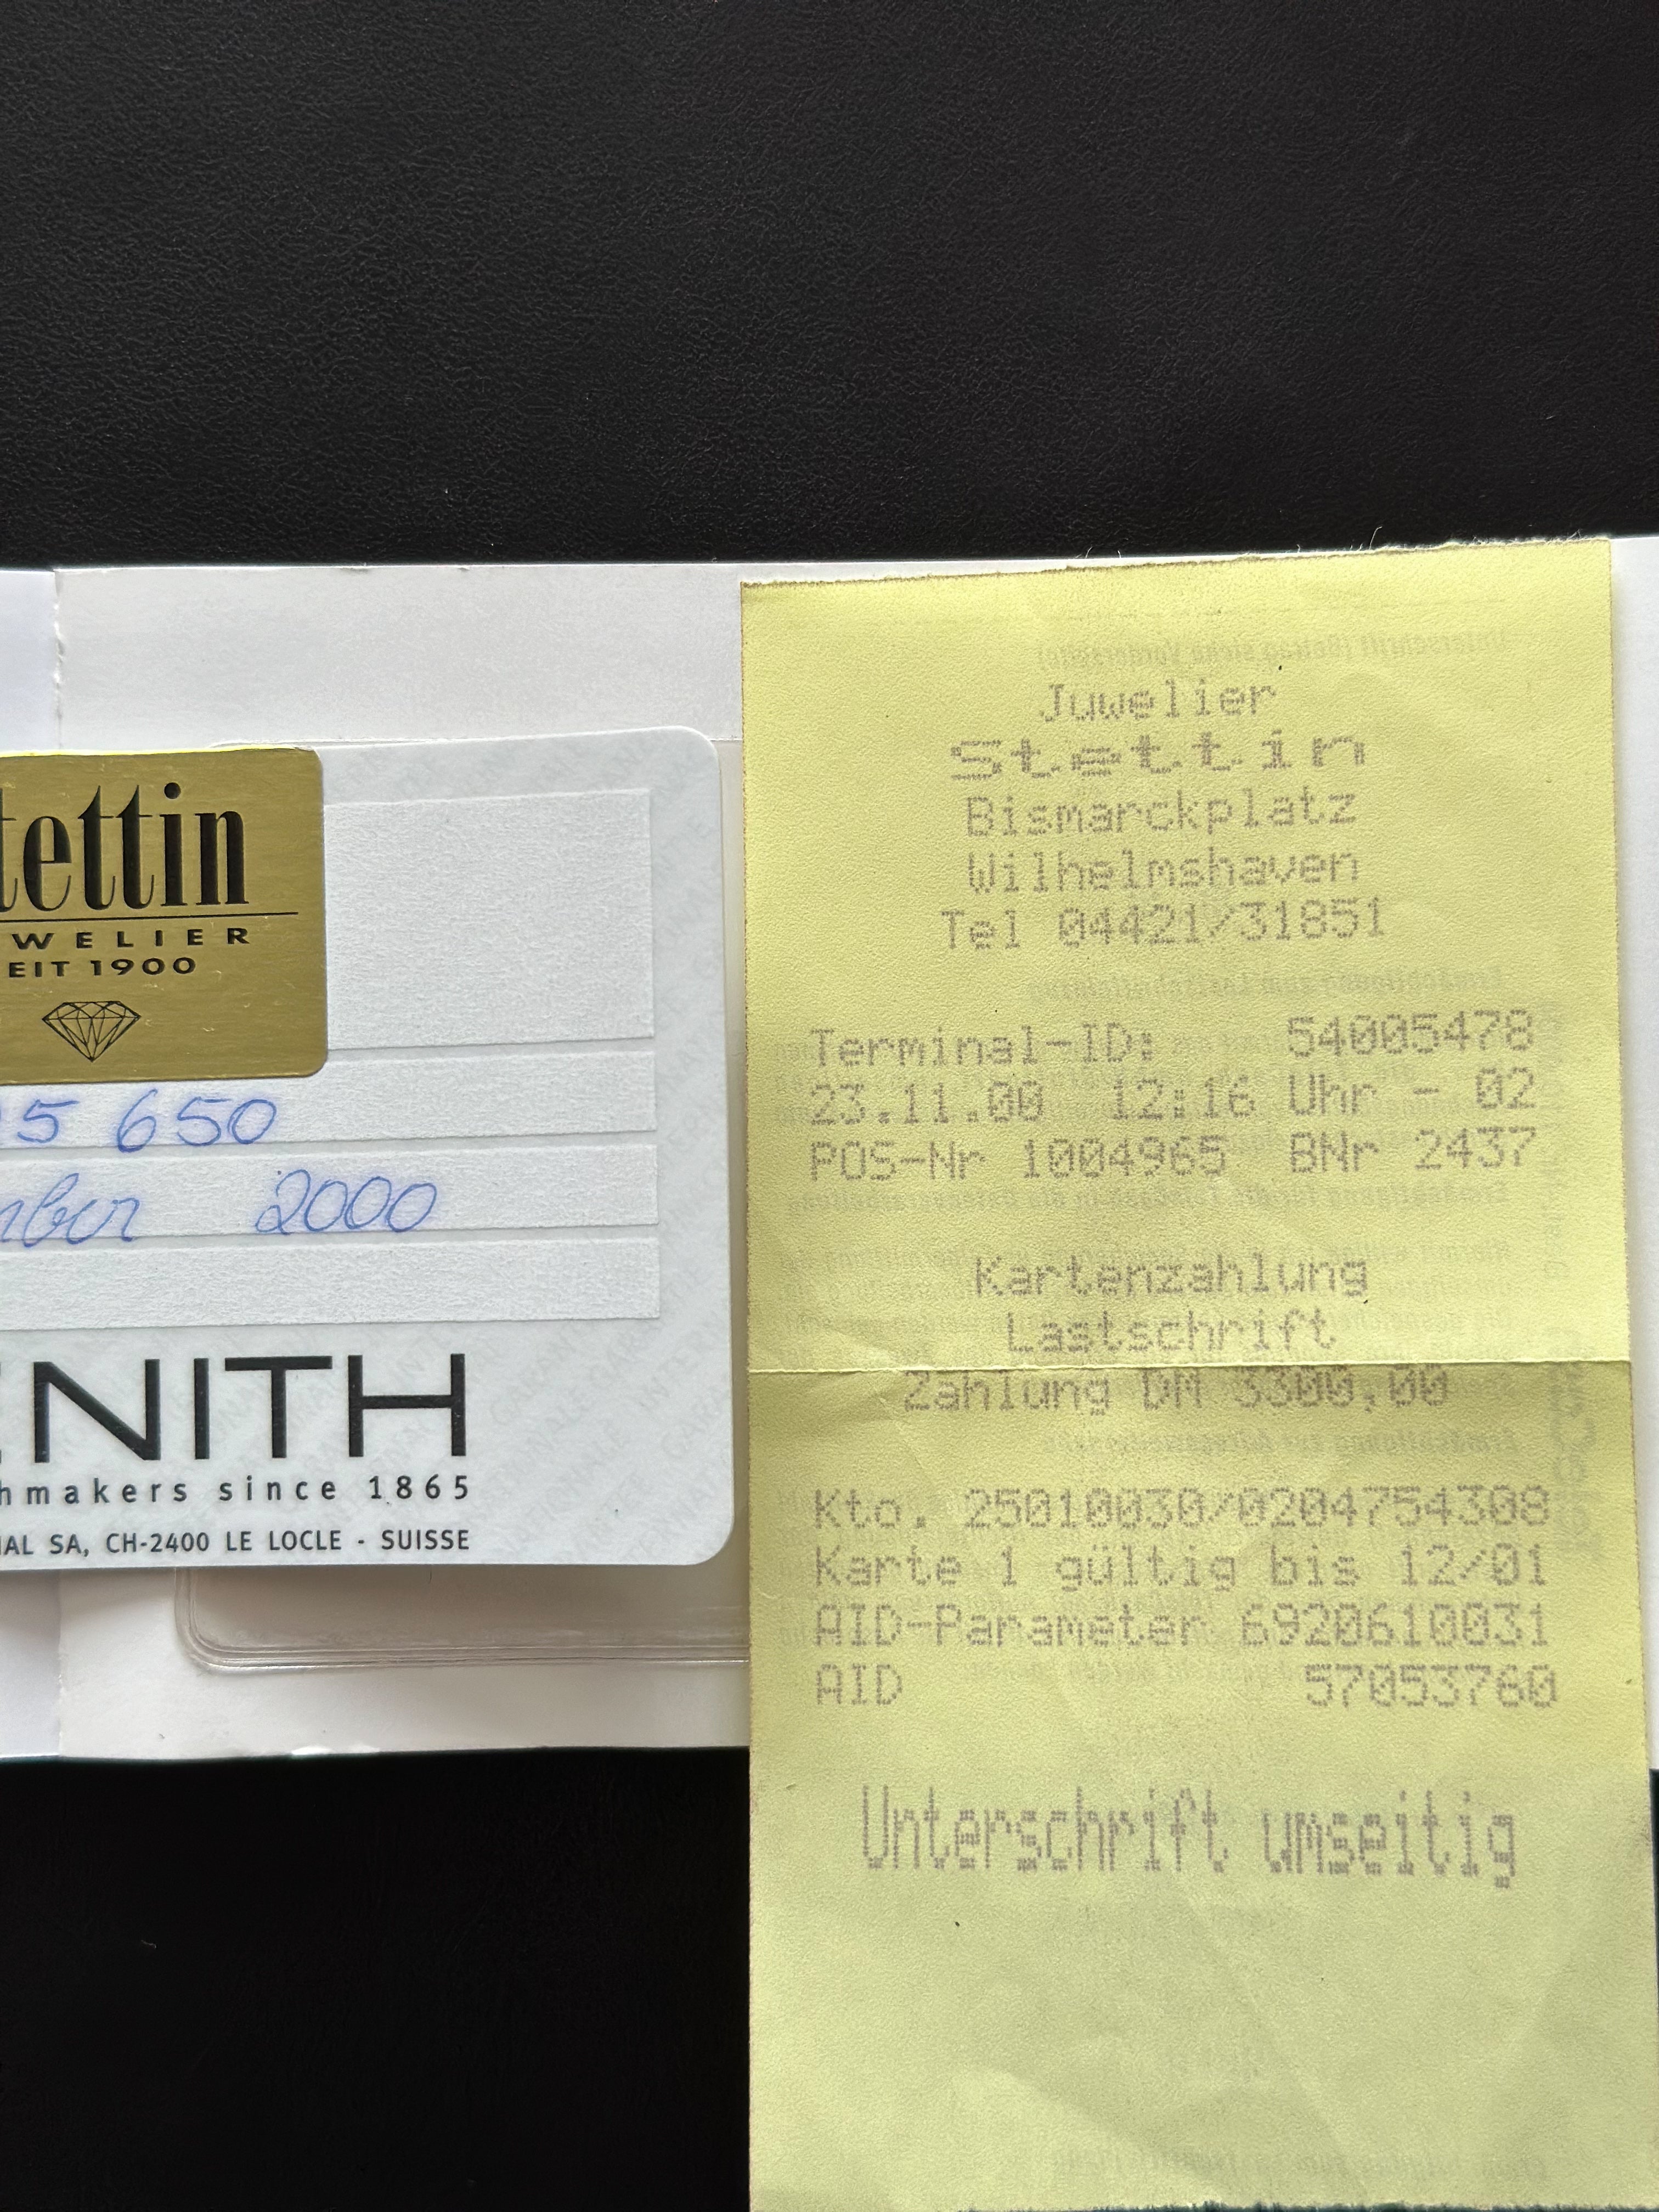 tettin
WELIER
EIT 1900
5 650
mber 2000
ENITH
hmakers since 1865
AL SA, CH-2400 LE LOCLE - SUISSE
Juwelier
Stettin
Bismarckplatz
Wilhelmshaven
Tel 04421/31851
Terminal-ID: 54005478
23.11.00 12:16 Uhr - 02
POS-Nr 1004965 BNr 2437
Kartenzahlung
Lastschrift
Zahlung DM 3300,00
Kto. 25010030/0204754308
Karte 1 gültig bis 12/01
AID-Parameter 6920610031
AID 57053760
Unterschrift umseitig